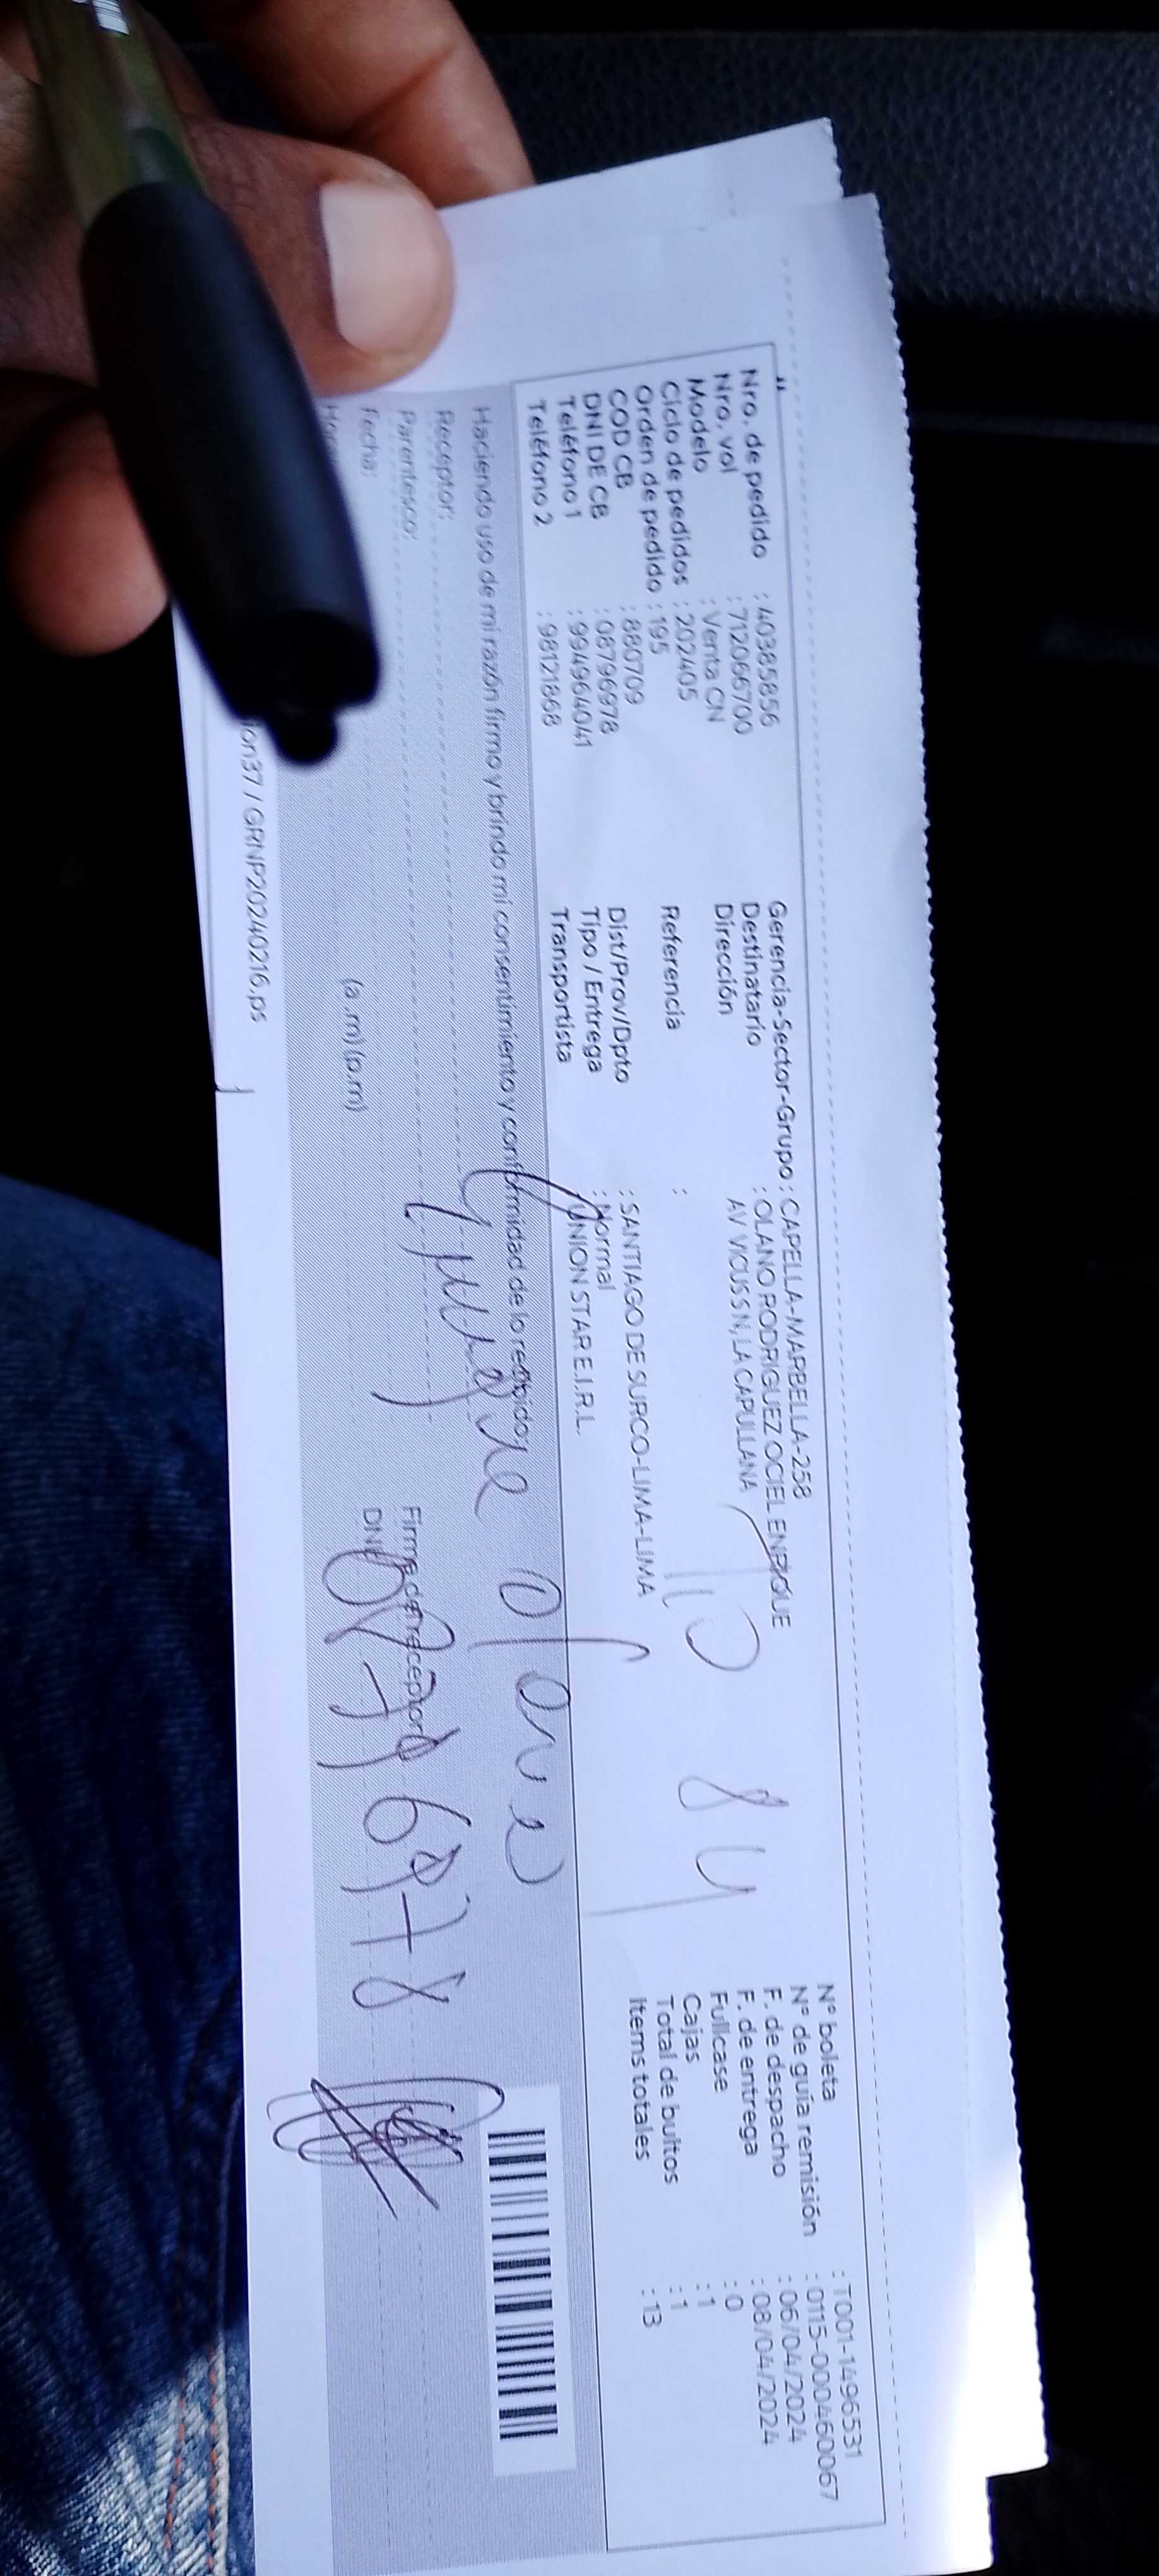 Nro. de pedido : 40385856
Nro. vol : 712066700
Modelo : Venta CN
Ciclo de pedidos : 202405
Orden de pedido : 195
COD CB : 880709
DNI DE CB : 08796978
Teléfono 1 : 994964041
Teléfono 2 : 98121868
Gerencia-Sector-Grupo : CAPELLA-MARBELLA-258
Destinatario : OLANO RODRIGUEZ OCIEL ENRIQUE
Dirección AV VICUS S N, LA CAPULLANA
Referencia :
Dist/Prov/Dpto : SANTIAGO DE SURCO-LIMA-LIMA
Tipo / Entrega : Normal
Transportista UNION STAR E.I.R.L.
N° boleta : T001-1496531
N° de guía remisión : 0115-000460067
F. de despacho : 06/04/2024
F. de entrega : 08/04/2024
Fullcase : 0
Cajas : 1
Total de bultos : 1
Items totales : 13
Haciendo uso de mi razón firmo y brindo mi consentimiento y conformidad de lo recibido
Receptor:
Parentesco:
Fecha:
(a.m) (p.m)
Firma del receptor
DNI
08796978
ion37 / GRNP20240216.ps